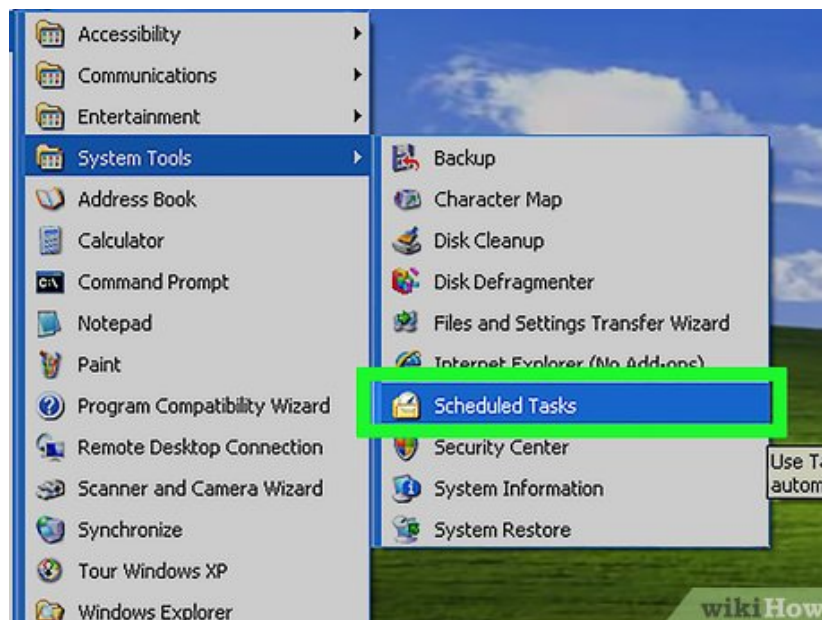 Accessibility
Communications
Entertainment
System Tools
Address Book
Calculator
Command Prompt
Notepad
Paint
Program Compatibility Wizard
Remote Desktop Connection
Scanner and Camera Wizard
Synchronize
Tour Windows XP
Windows Explorer
Backup
Character Map
Disk Cleanup
Disk Defragmenter
Files and Settings Transfer Wizard
Internet Explorer (No Add-ons)
Scheduled Tasks
Security Center
System Information
System Restore
Use Ta
autom
C:\
wikiHow